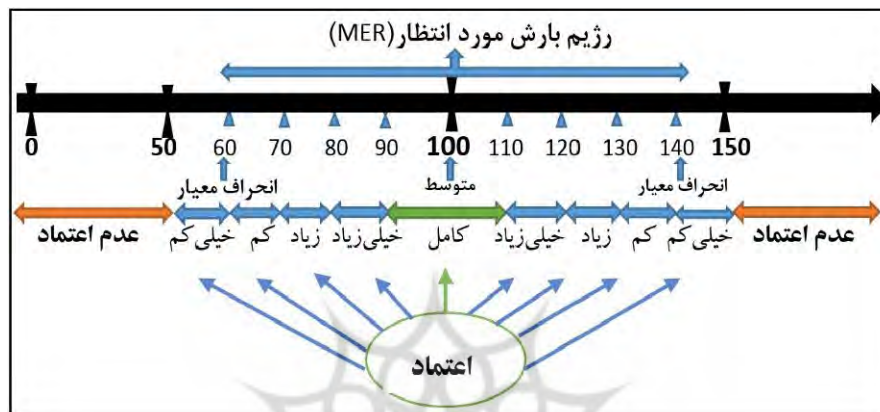 رژیم بارش مورد انتظار(MER)
0 50 60 70 80 90 100 110 120 130 140 150
انحراف معیار متوسط انحراف معیار
عدم اعتماد خیلی‌کم کم زیاد خیلی‌زیاد کامل خیلی‌زیاد زیاد کم خیلی‌کم عدم اعتماد
اعتماد